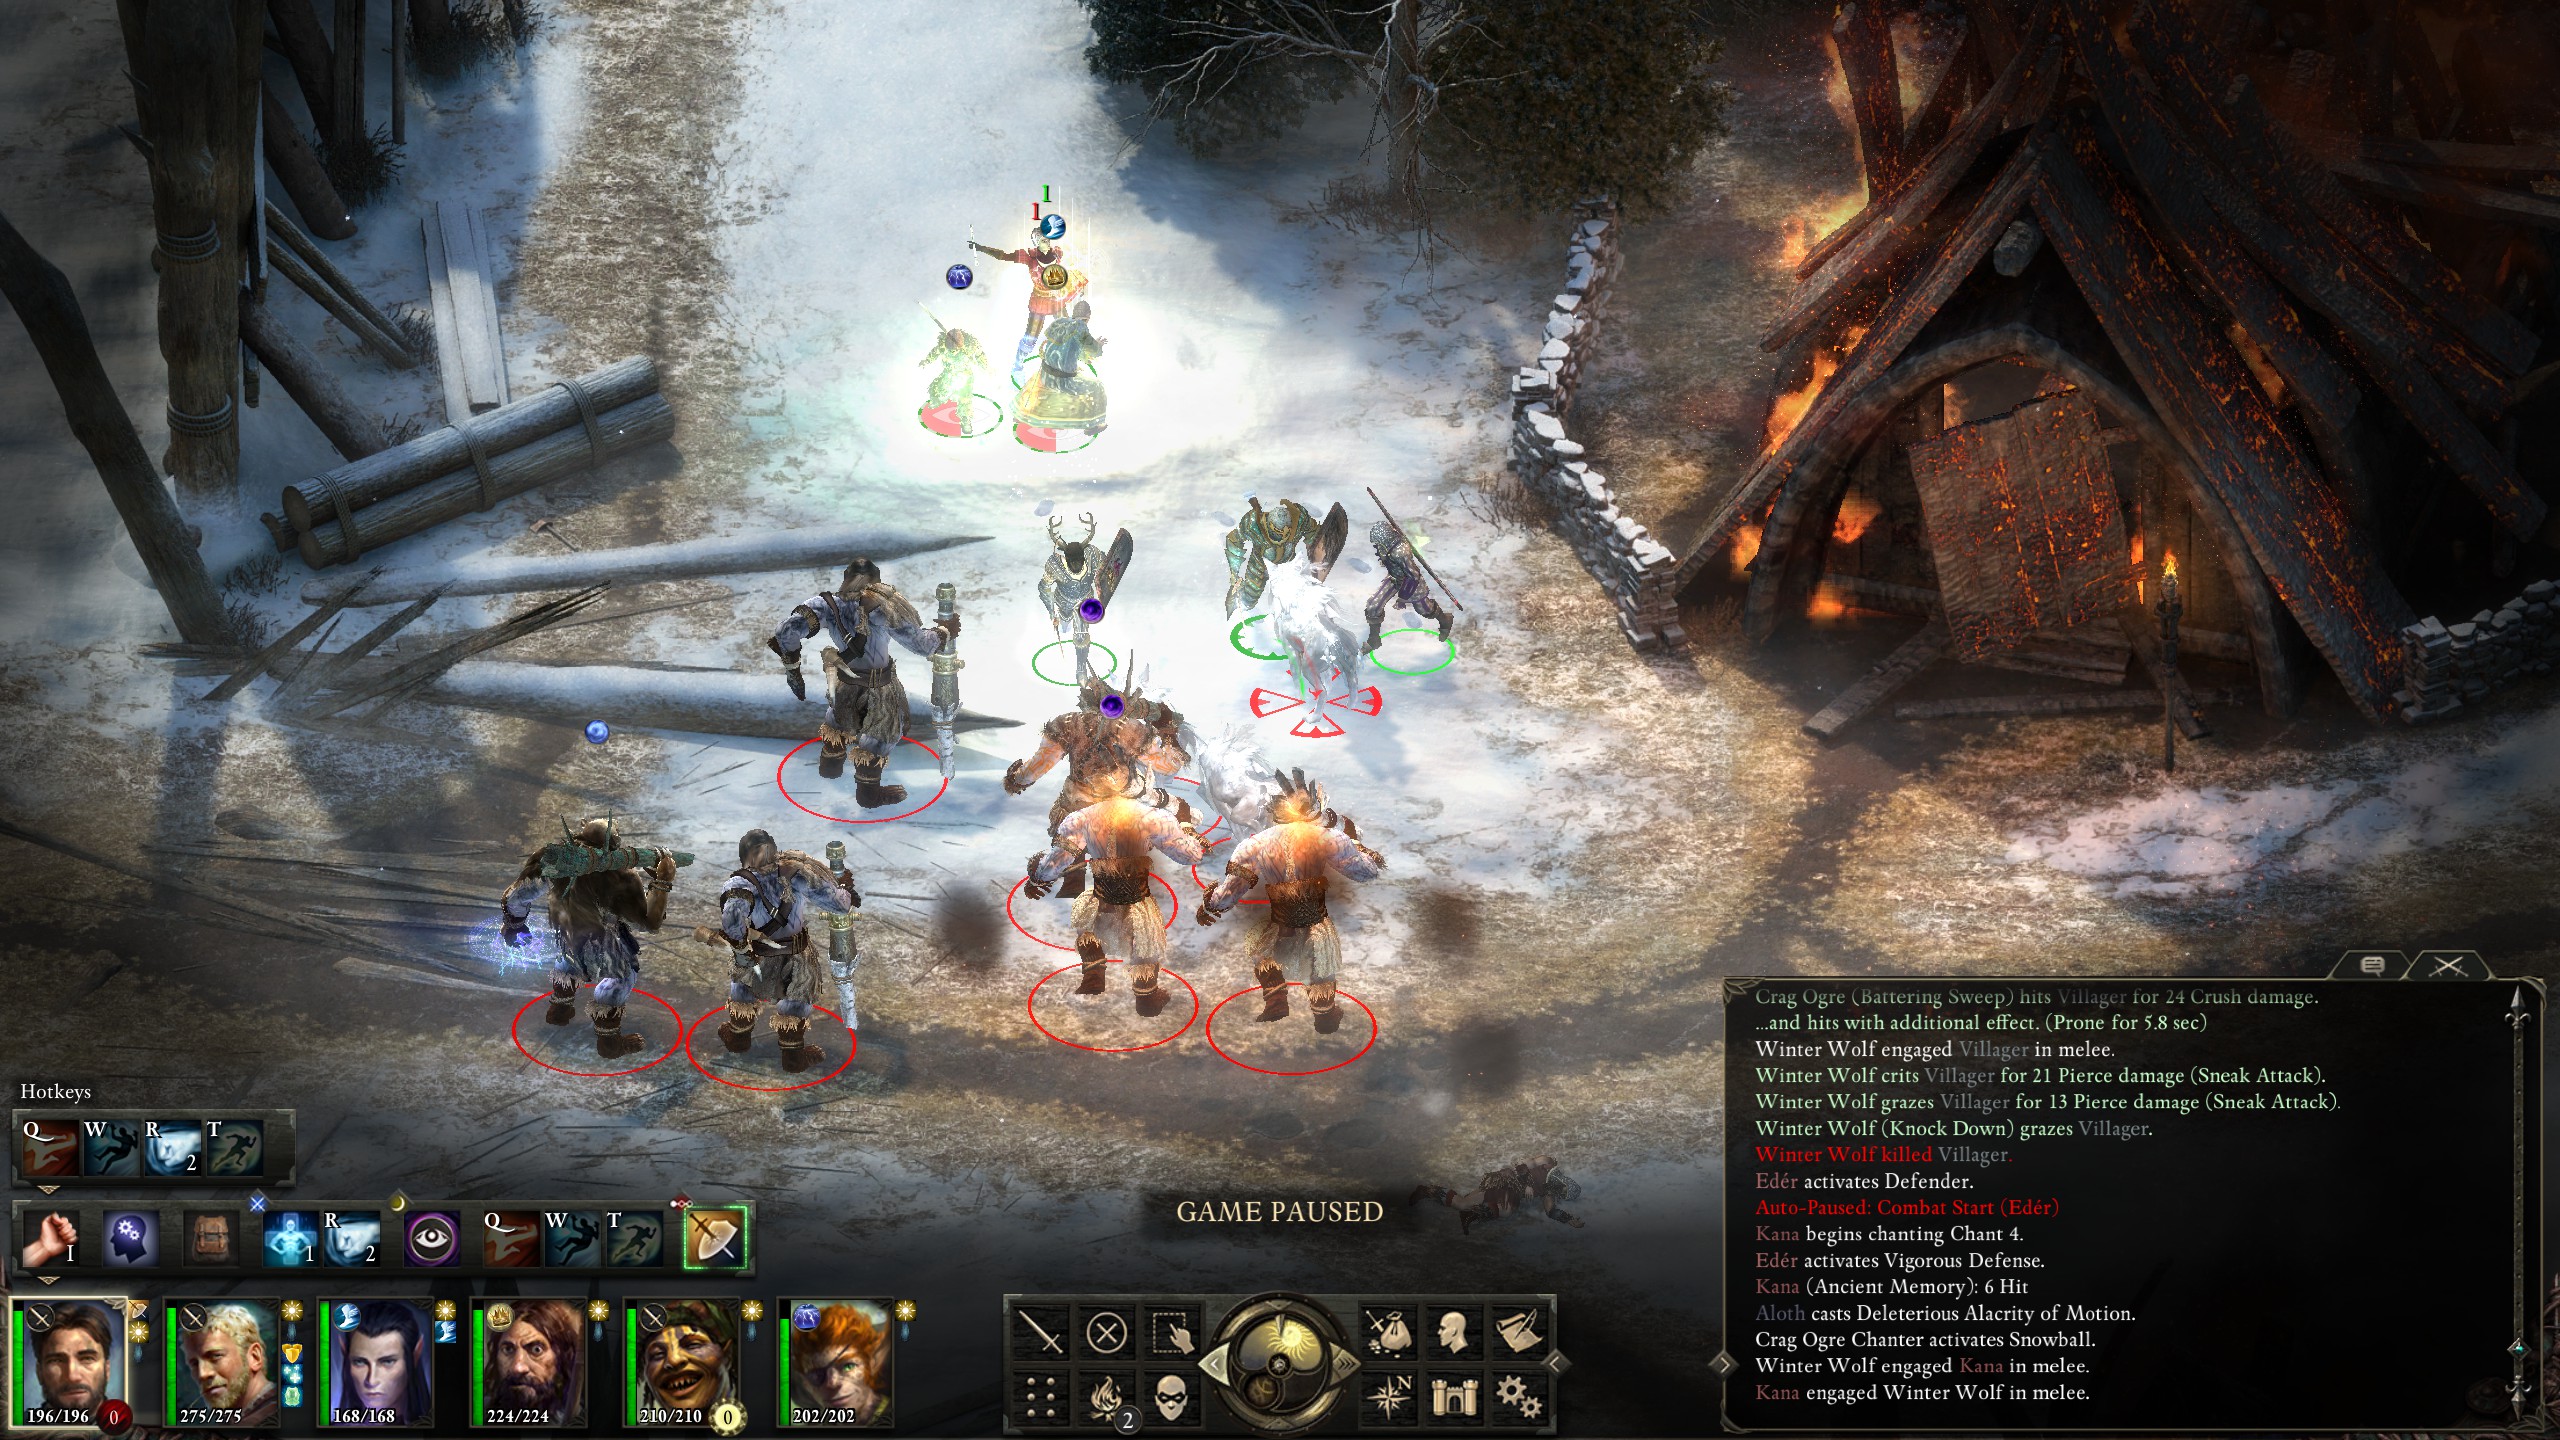 1
1
Crag Ogre (Battering Sweep) hits Villager for 24 Crush damage.
...and hits with additional effect. (Prone for 5.8 sec)
Winter Wolf engaged Villager in melee.
Winter Wolf crits Villager for 21 Pierce damage (Sneak Attack).
Winter Wolf grazes Villager for 13 Pierce damage (Sneak Attack).
Winter Wolf (Knock Down) grazes Villager.
Winter Wolf killed Villager.
Edér activates Defender.
Auto-Paused: Combat Start (Edér)
Kana begins chanting Chant 4.
Edér activates Vigorous Defense.
Kana (Ancient Memory): 6 Hit
Aloth casts Deleterious Alacrity of Motion.
Crag Ogre Chanter activates Snowball.
Winter Wolf engaged Kana in melee.
Kana engaged Winter Wolf in melee.
Hotkeys
Q W R 2 T
GAME PAUSED
I 1 R 2 Q W T
196/196 0 275/275 168/168 224/224 210/210 0 202/202
N
2